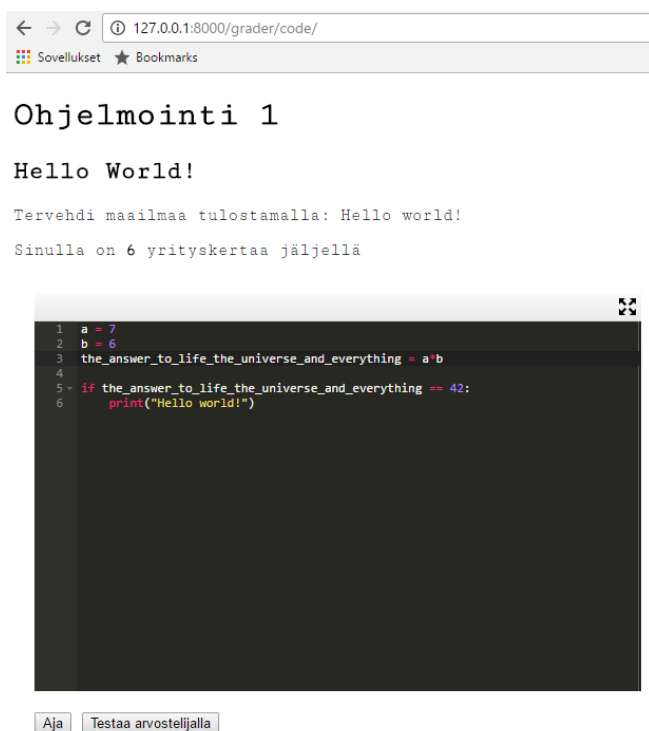 127.0.0.1:8000/grader/code/
Sovellukset Bookmarks
Ohjelmointi 1
Hello World!
Tervehdi maailmaa tulostamalla: Hello world!
Sinulla on 6 yrityskertaa jäljellä
1 a = 7
2 b = 6
3 the_answer_to_life_the_universe_and_everything = a*b
4
5 if the_answer_to_life_the_universe_and_everything == 42:
6 print("Hello world!")
Aja Testaa arvostelijalla